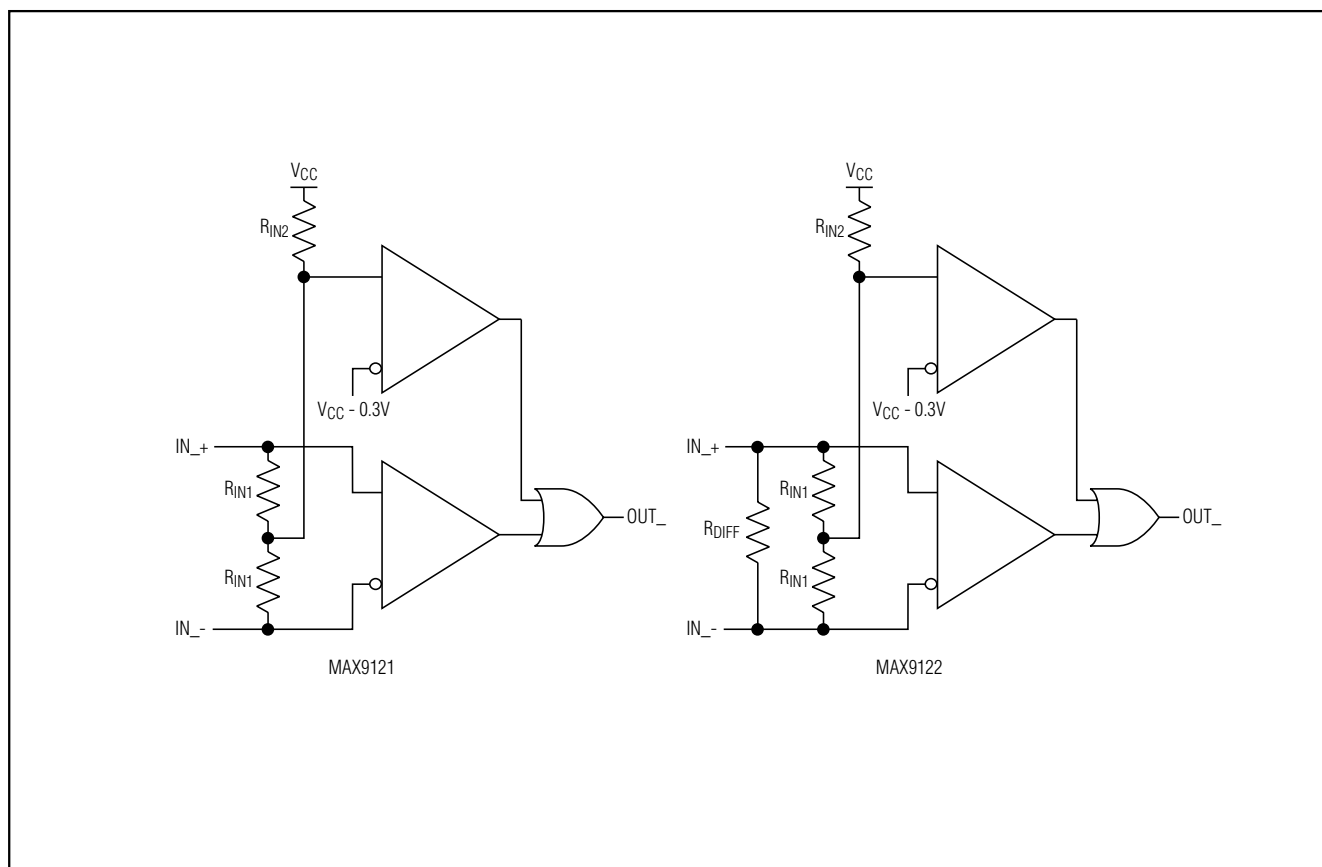 VCC
RIN2
VCC - 0.3V
IN_+
RIN1
RIN1
IN_-
OUT_
MAX9121
VCC
RIN2
VCC - 0.3V
IN_+
RDIFF
RIN1
RIN1
IN_-
OUT_
MAX9122